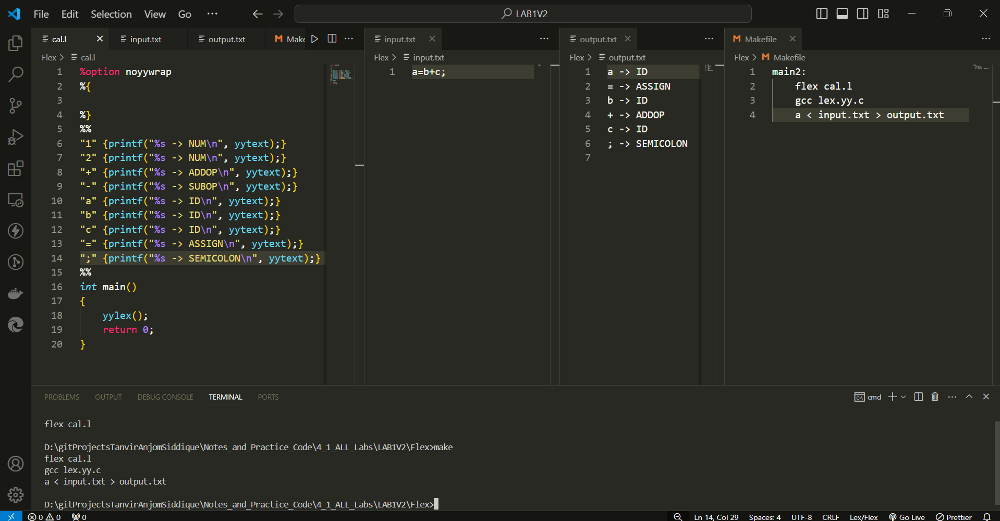 File Edit Selection View Go ··· LAB1V2
cal.l input.txt output.txt Make
Flex > cal.l
1 %option noyywrap
2 %{
3
4 %}
5 %%
6 "1" {printf("%s -> NUM\n", yytext);}
7 "2" {printf("%s -> NUM\n", yytext);}
8 "+" {printf("%s -> ADDOP\n", yytext);}
9 "-" {printf("%s -> SUBOP\n", yytext);}
10 "a" {printf("%s -> ID\n", yytext);}
11 "b" {printf("%s -> ID\n", yytext);}
12 "c" {printf("%s -> ID\n", yytext);}
13 "=" {printf("%s -> ASSIGN\n", yytext);}
14 ";" {printf("%s -> SEMICOLON\n", yytext);}
15 %%
16 int main()
17 {
18     yylex();
19     return 0;
20 }
input.txt
Flex > input.txt
1 a=b+c;
output.txt
Flex > output.txt
1 a -> ID
2 = -> ASSIGN
3 b -> ID
4 + -> ADDOP
5 c -> ID
6 ; -> SEMICOLON
7
Makefile
Flex > Makefile
1 main2:
2     flex cal.l
3     gcc lex.yy.c
4     a < input.txt > output.txt
PROBLEMS OUTPUT DEBUG CONSOLE TERMINAL PORTS cmd
flex cal.l
D:\gitProjectsTanvirAnjomSiddique\Notes_and_Practice_Code\4_1_ALL_Labs\LAB1V2\Flex>make
flex cal.l
gcc lex.yy.c
a < input.txt > output.txt
D:\gitProjectsTanvirAnjomSiddique\Notes_and_Practice_Code\4_1_ALL_Labs\LAB1V2\Flex>
0 0 0 Ln 14, Col 29 Spaces: 4 UTF-8 CRLF Lex/Flex Go Live Prettier